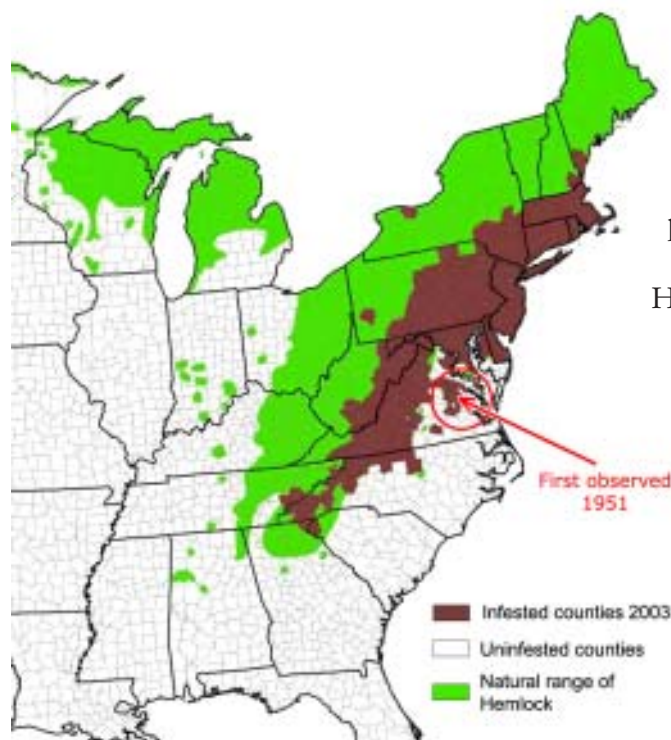 H
First observed
1951
Infested counties 2003
Uninfested counties
Natural range of
Hemlock